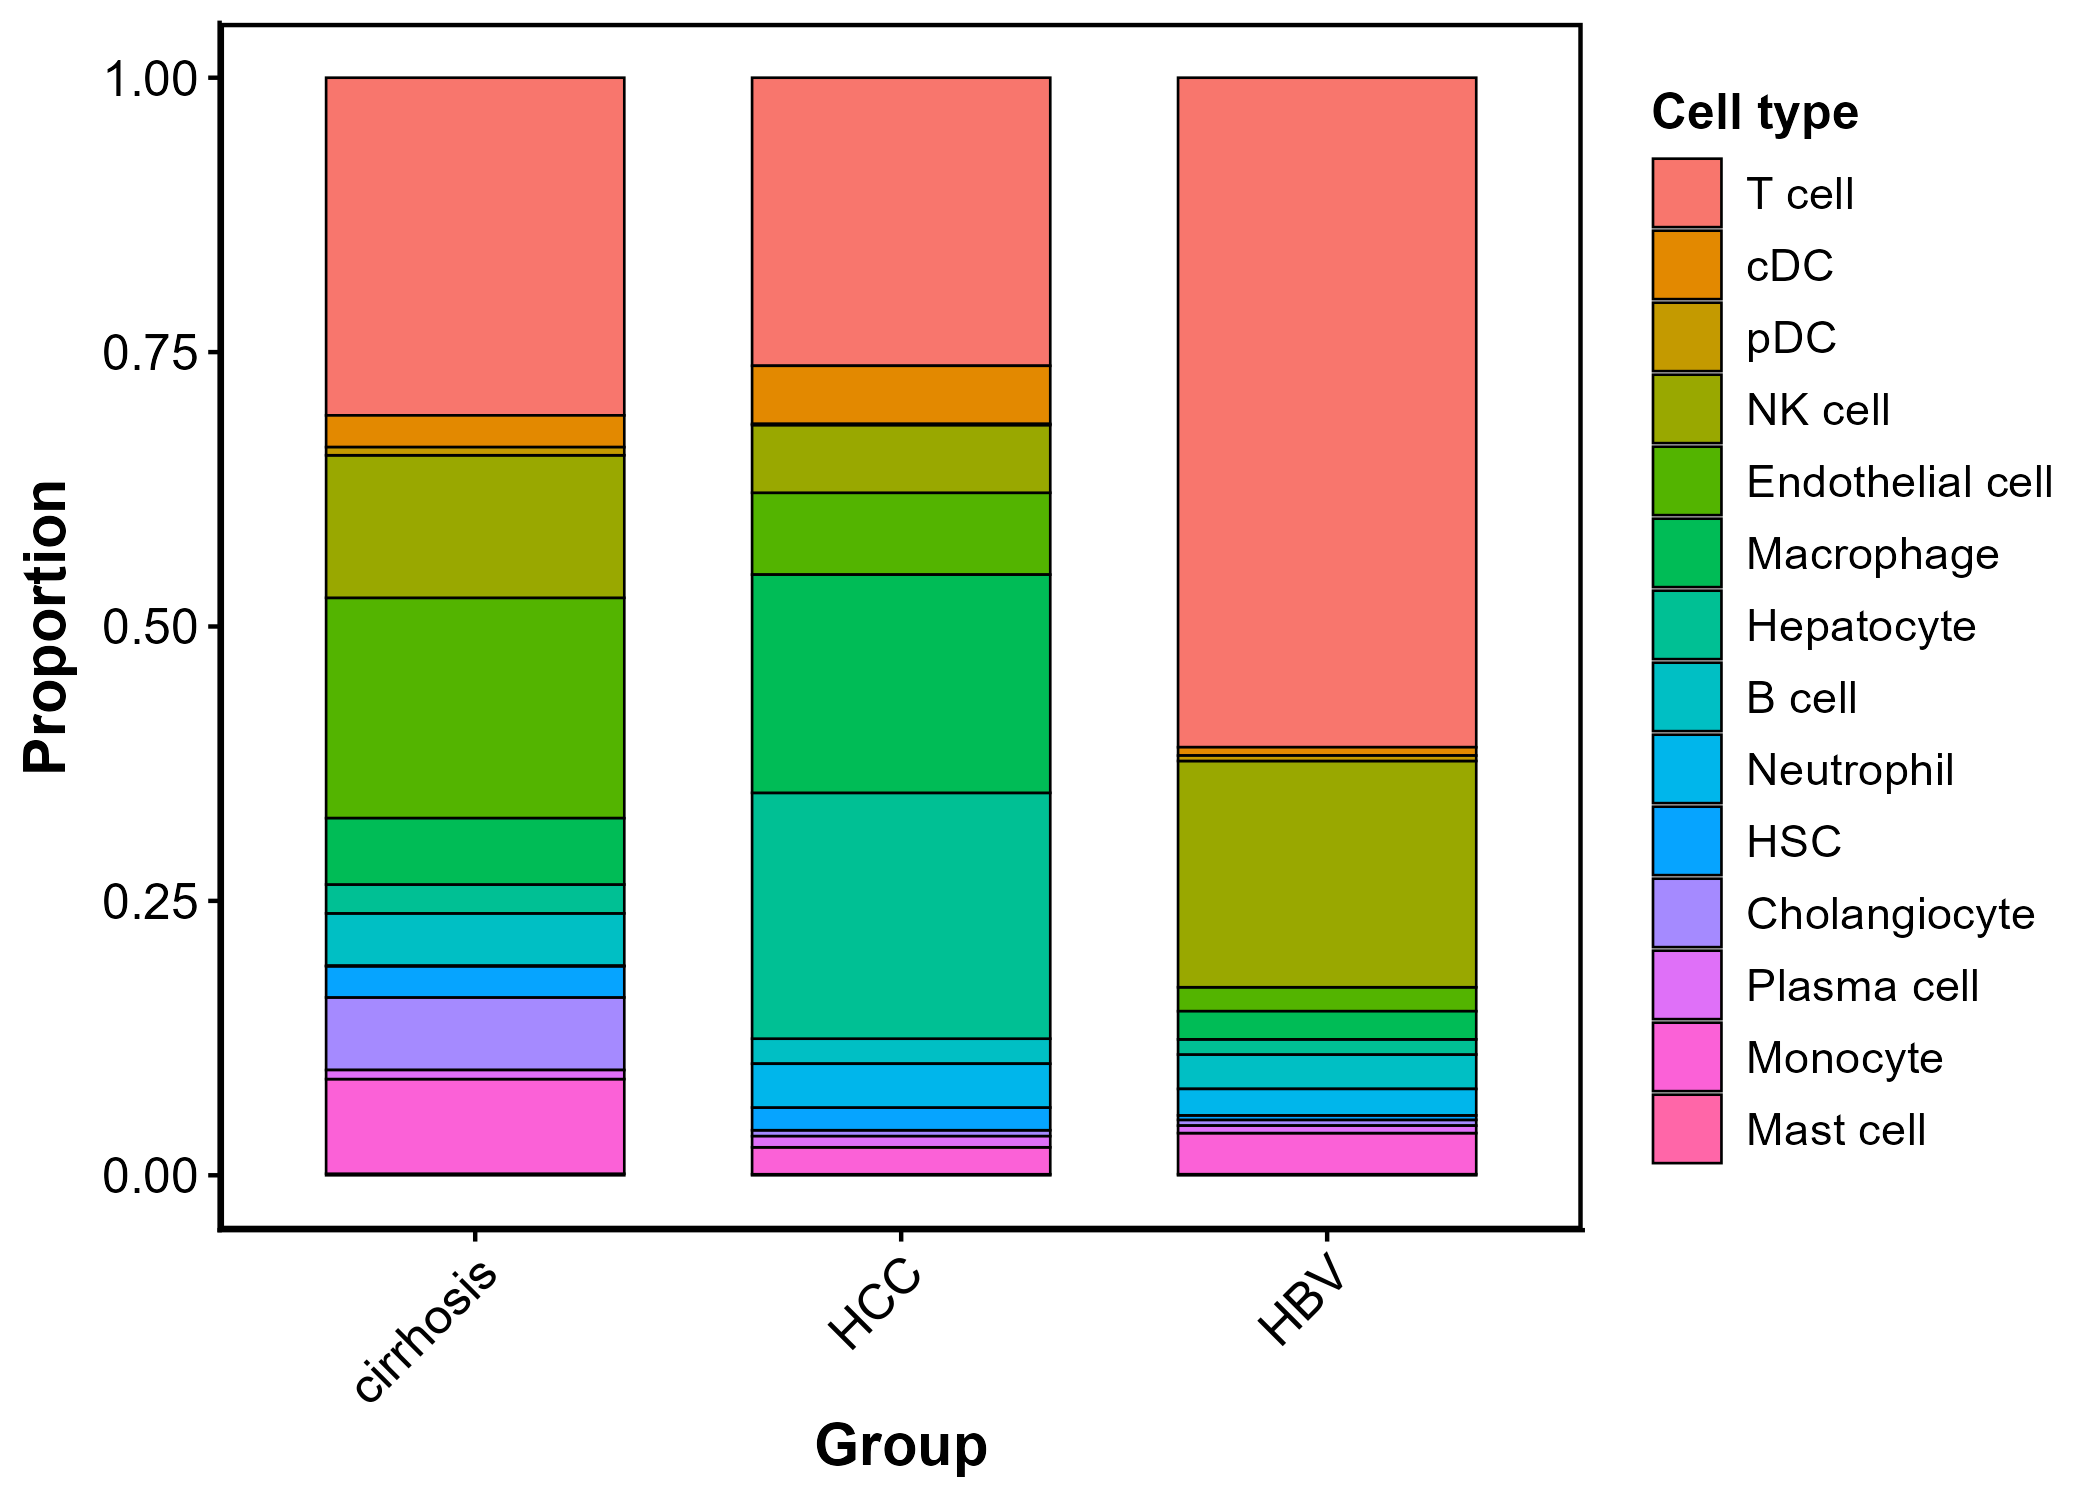 Proportion
1.00
0.75
0.50
0.25
0.00
cirrhosis
HCC
HBV
Group
Cell type
T cell
cDC
pDC
NK cell
Endothelial cell
Macrophage
Hepatocyte
B cell
Neutrophil
HSC
Cholangiocyte
Plasma cell
Monocyte
Mast cell